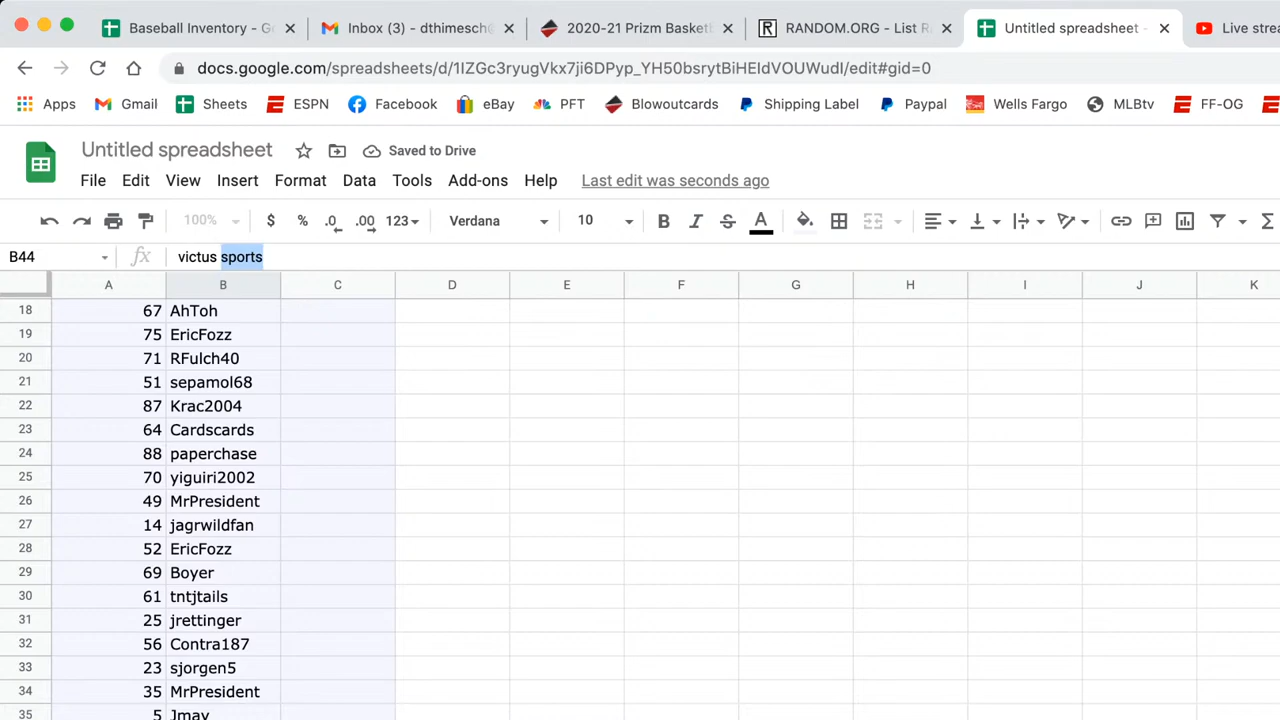 Baseball Inventory - Go
Inbox (3) - dthimesch@
2020-21 Prizm Basketb
R
RANDOM.ORG - List Ra
Untitled spreadsheet -
Live strea
docs.google.com/spreadsheets/d/1IZGc3ryugVkx7ji6DPyp_YH50bsrytBiHEIdVOUWudI/edit#gid=0
Apps Gmail Sheets ESPN Facebook eBay PFT Blowoutcards Shipping Label Paypal Wells Fargo MLBtv FF-OG
Untitled spreadsheet Saved to Drive
File Edit View Insert Format Data Tools Add-ons Help Last edit was seconds ago
100% $ % .0 .00 123 Verdana 10 B I S A Σ
B44 fx victus sports
A B C D E F G H I J K
18 67 AhToh
19 75 EricFozz
20 71 RFulch40
21 51 sepamol68
22 87 Krac2004
23 64 Cardscards
24 88 paperchase
25 70 yiguiri2002
26 49 MrPresident
27 14 jagrwildfan
28 52 EricFozz
29 69 Boyer
30 61 tntjtails
31 25 jrettinger
32 56 Contra187
33 23 sjorgen5
34 35 MrPresident
35 5 Jmay